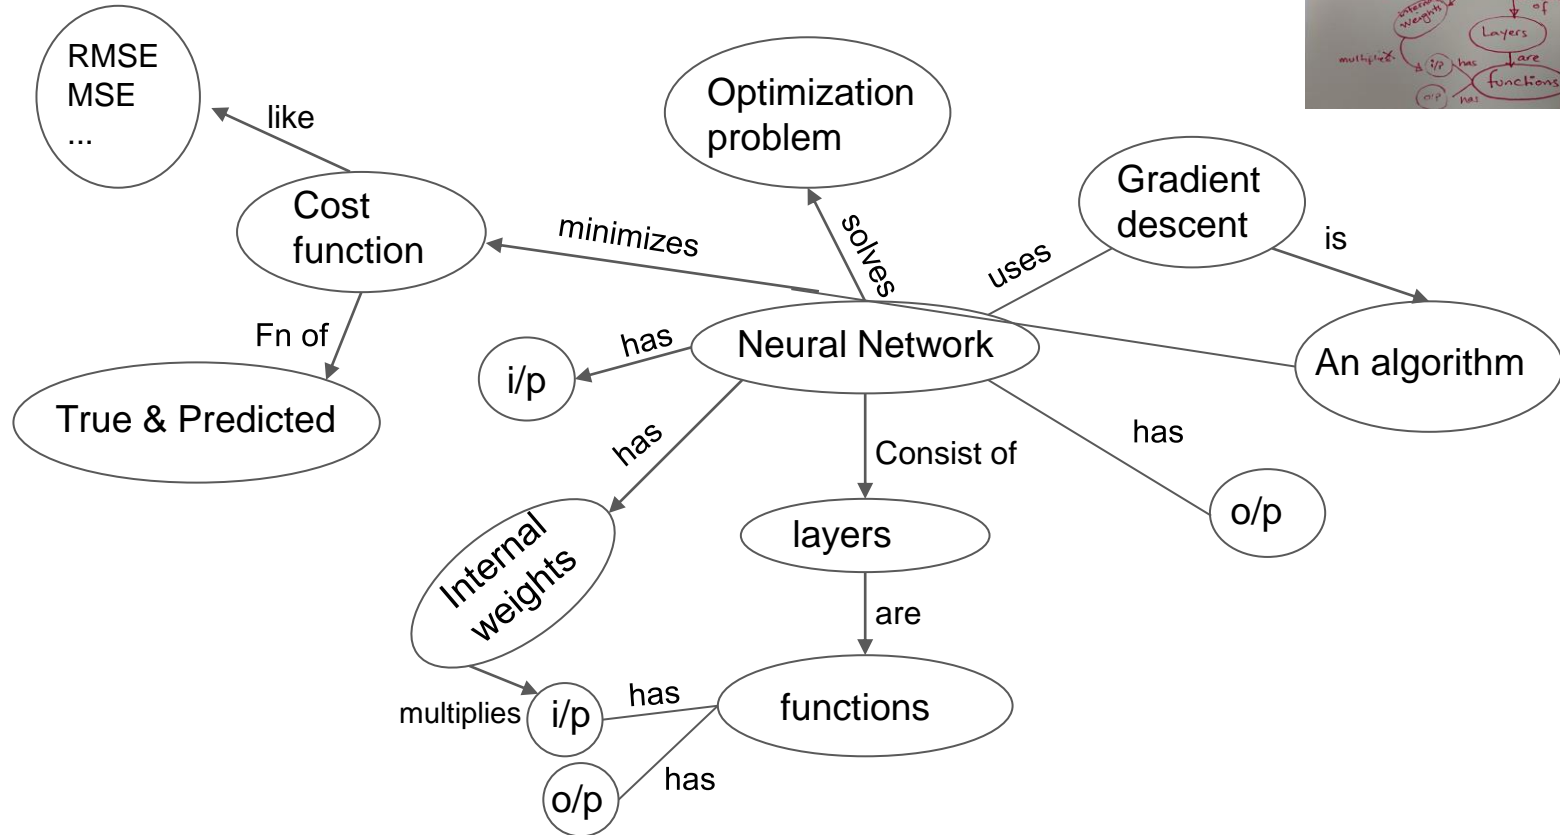 RMSE
MSE
...
like
Optimization
problem
Cost
function
minimizes
solves
uses
Gradient
descent
is
Fn of
True & Predicted
i/p
has
Neural Network
An algorithm
has
Consist of
has
o/p
Internal
weights
layers
are
multiplies
i/p
has
functions
o/p
has
weights
of
Layers
multiplies
i/p
has
are
functions
o/p
has